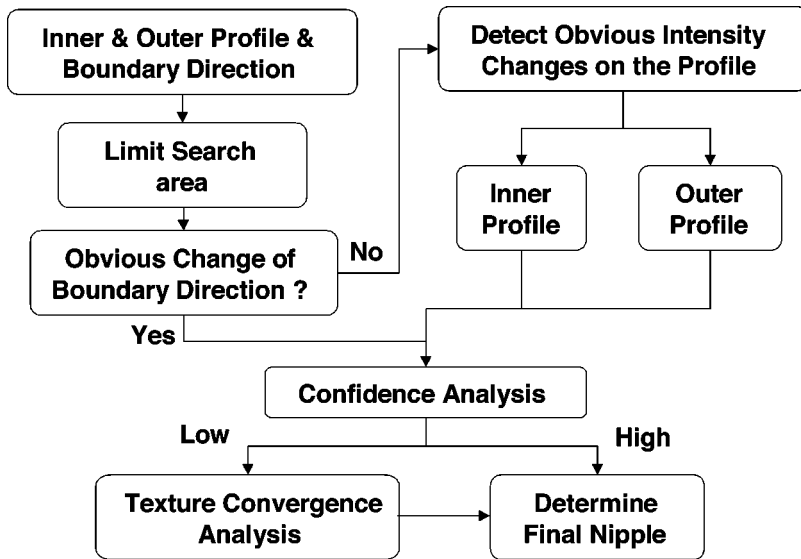 Inner & Outer Profile &
Boundary Direction
Detect Obvious Intensity
Changes on the Profile
Limit Search
area
Inner
Profile
Outer
Profile
Obvious Change of
Boundary Direction ?
No
Yes
Confidence Analysis
Low
High
Texture Convergence
Analysis
Determine
Final Nipple